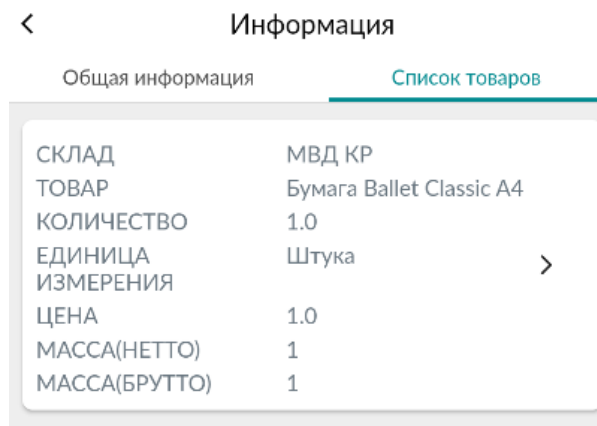 Информация
Общая информация Список товаров
СКЛАД МВД КР
ТОВАР Бумага Ballet Classic A4
КОЛИЧЕСТВО 1.0
ЕДИНИЦА Штука
ИЗМЕРЕНИЯ
ЦЕНА 1.0
МАССА(НЕТТО) 1
МАССА(БРУТТО) 1